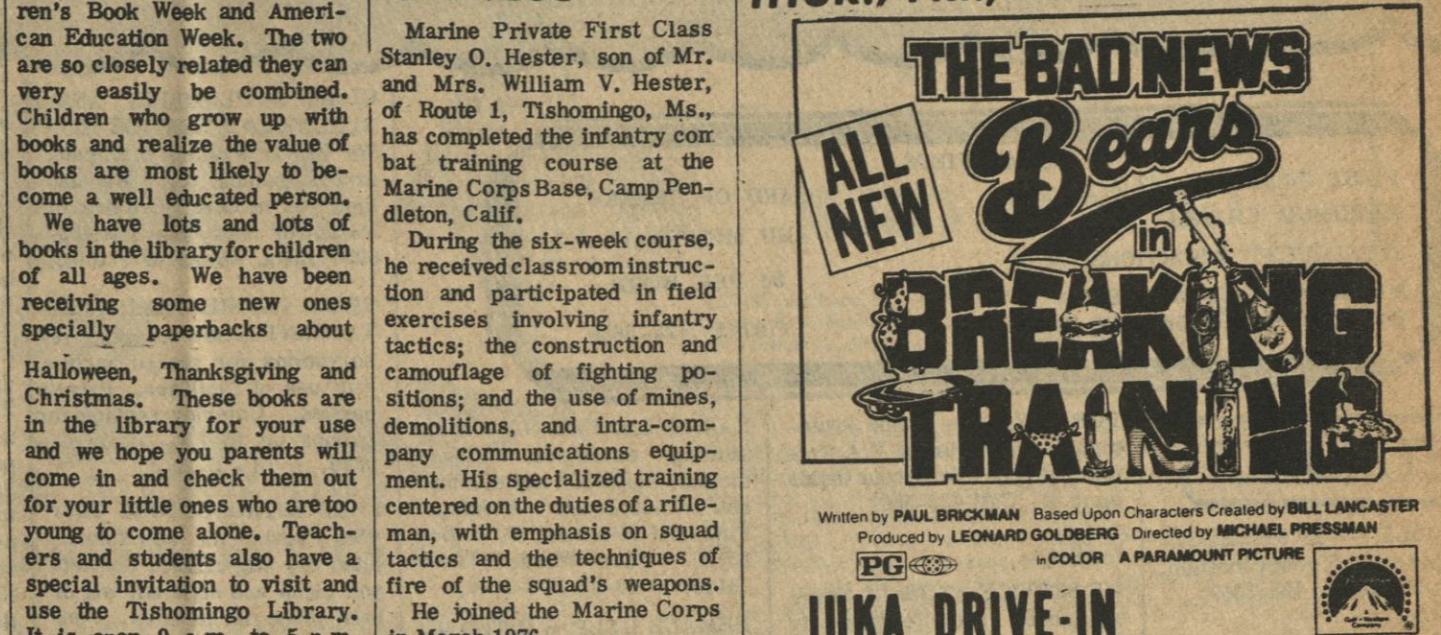 ren's Book Week and Ameri-
can Education Week. The two
are so closely related they can
very easily be combined.
Children who grow up with
books and realize the value of
books are most likely to be-
come a well educated person.
We have lots and lots of
books in the library for children
of all ages. We have been
receiving some new ones
specially paperbacks about
Halloween, Thanksgiving and
Christmas. These books are
in the library for your use
and we hope you parents will
come in and check them out
for your little ones who are too
young to come alone. Teach-
ers and students also have a
special invitation to visit and
use the Tishomingo Library.
It is open 9 a.m. to 5 p.m.
Marine Private First Class
Stanley O. Hester, son of Mr.
and Mrs. William V. Hester,
of Route 1, Tishomingo, Ms.,
has completed the infantry com
bat training course at the
Marine Corps Base, Camp Pen-
dleton, Calif.
During the six-week course,
he received classroom instruc-
tion and participated in field
exercises involving infantry
tactics; the construction and
camouflage of fighting po-
sitions; and the use of mines,
demolitions, and intra-com-
pany communications equip-
ment. His specialized training
centered on the duties of a rifle-
man, with emphasis on squad
tactics and the techniques of
fire of the squad's weapons.
He joined the Marine Corps
in March 1976.
THE BAD NEWS
Bears
ALL
NEW
in
BREAKING
TRAINING
Written by PAUL BRICKMAN Based Upon Characters Created by BILL LANCASTER
Produced by LEONARD GOLDBERG Directed by MICHAEL PRESSMAN
PG in COLOR A PARAMOUNT PICTURE
Paramount
Gulf + Western
Company
IUKA DRIVE-IN